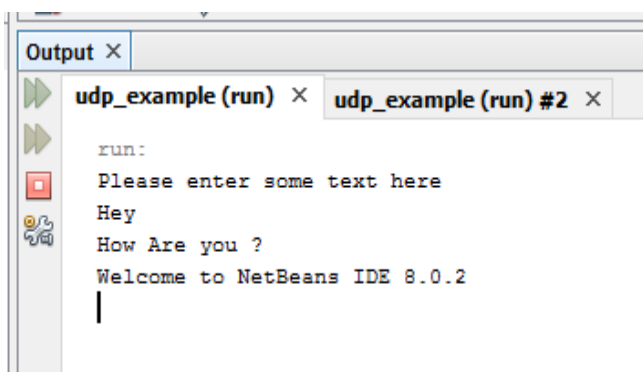 Output ×
udp_example (run) × udp_example (run) #2 ×
run:
Please enter some text here
Hey
How Are you ?
Welcome to NetBeans IDE 8.0.2